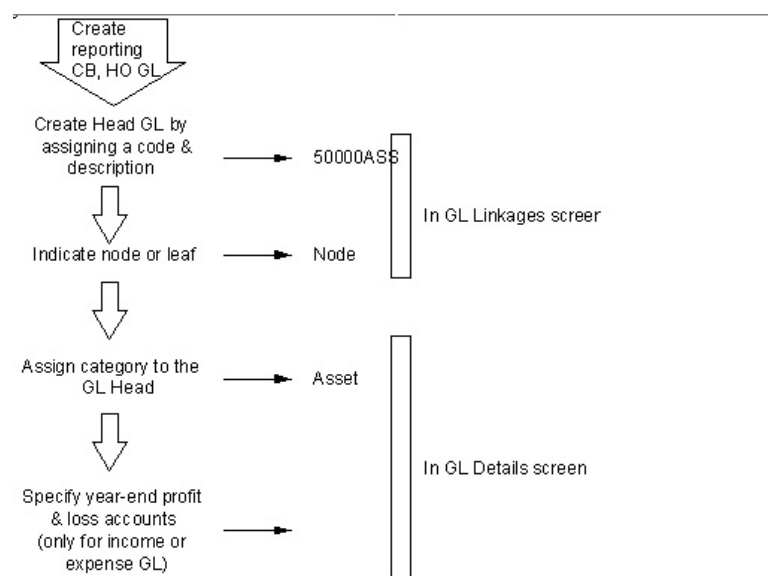 Create
reporting
CB, HO GL
Create Head GL by
assigning a code &
description
50000ASS
In GL Linkages screer
Indicate node or leaf
Node
Assign category to the
GL Head
Asset
In GL Details screen
Specify year-end profit
& loss accounts
(only for income or
expense GL)